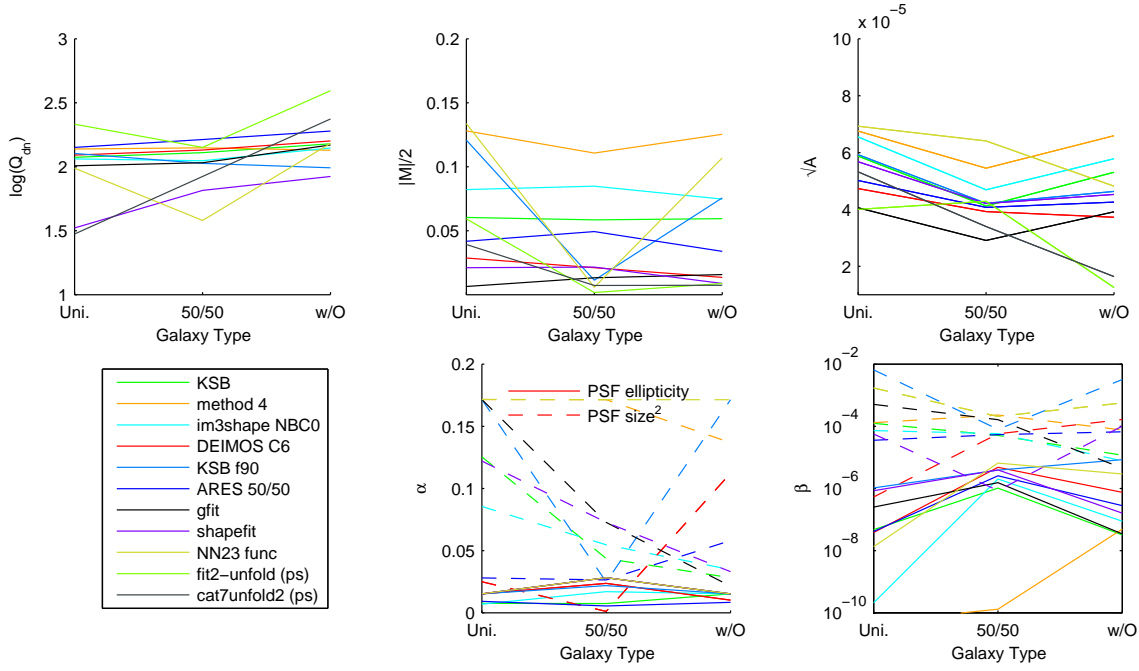 3
2.5
2
1.5
1
log(Q_dn)
Uni.
50/50
w/O
Galaxy Type
0.2
0.15
0.1
0.05
|M|/2
Uni.
50/50
w/O
Galaxy Type
x 10^-5
10
8
6
4
2
√A
Uni.
50/50
w/O
Galaxy Type
KSB
method 4
im3shape NBC0
DEIMOS C6
KSB f90
ARES 50/50
gfit
shapefit
NN23 func
fit2−unfold (ps)
cat7unfold2 (ps)
0.2
0.15
0.1
0.05
0
α
PSF ellipticity
PSF size²
Uni.
50/50
w/O
Galaxy Type
10^-2
10^-4
10^-6
10^-8
10^-10
β
Uni.
50/50
w/O
Galaxy Type